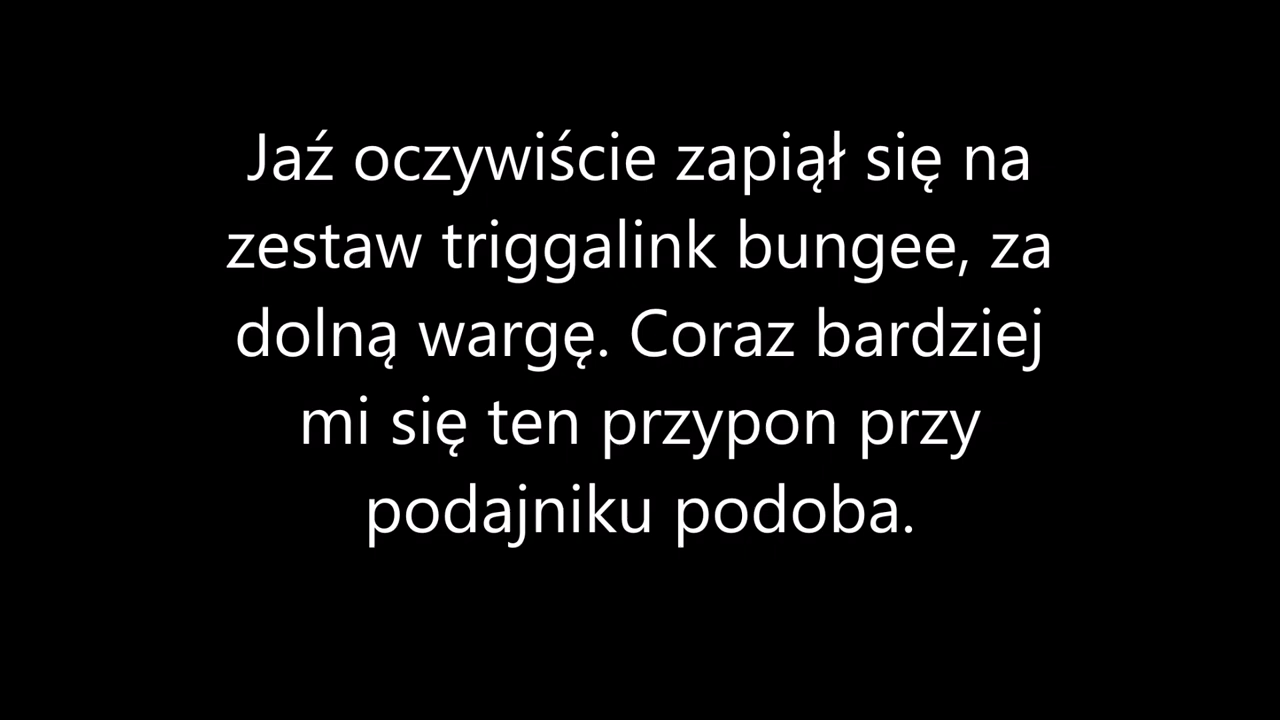 Jaź oczywiście zapiął się na
zestaw triggalink bungee, za
dolną wargę. Coraz bardziej
mi się ten przypon przy
podajniku podoba.